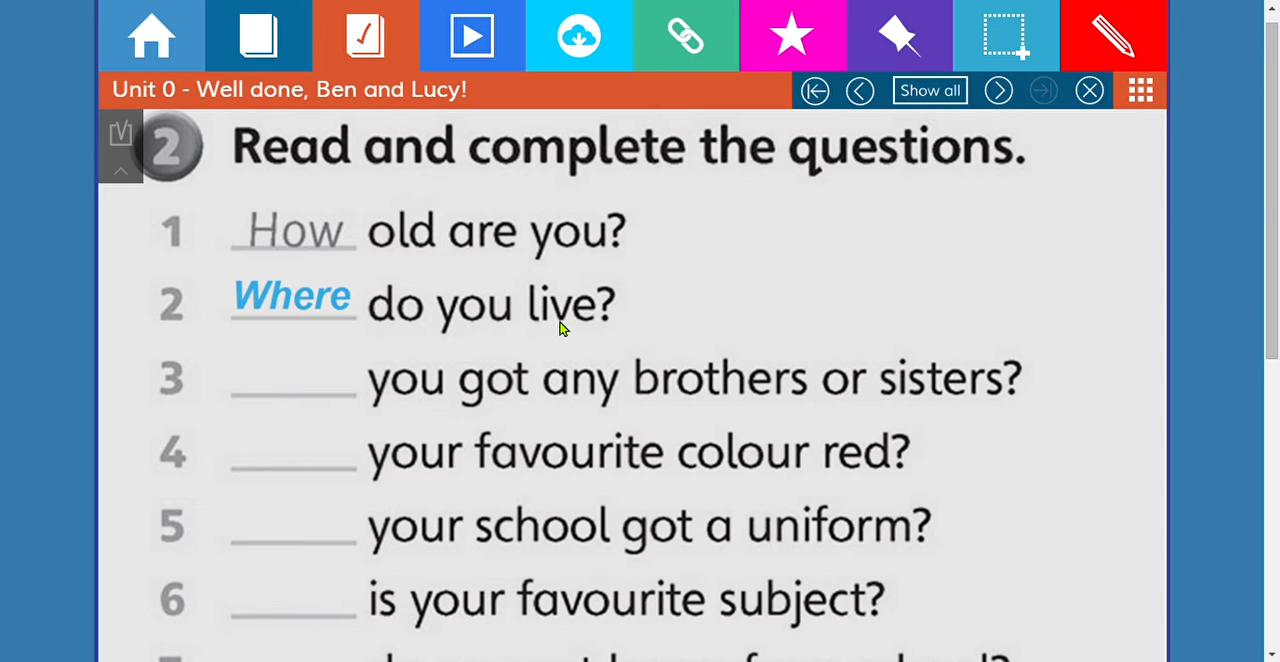 Unit 0 - Well done, Ben and Lucy!
Show all
2 Read and complete the questions.
1 How old are you?
2 Where do you live?
3 ______ you got any brothers or sisters?
4 ______ your favourite colour red?
5 ______ your school got a uniform?
6 ______ is your favourite subject?